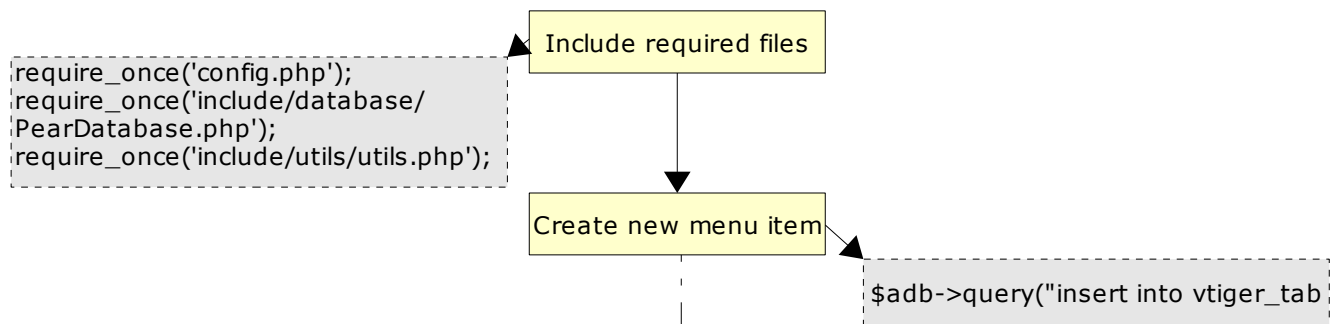 Include required files
require_once('config.php');
require_once('include/database/
PearDatabase.php');
require_once('include/utils/utils.php');
Create new menu item
$adb->query("insert into vtiger_tab